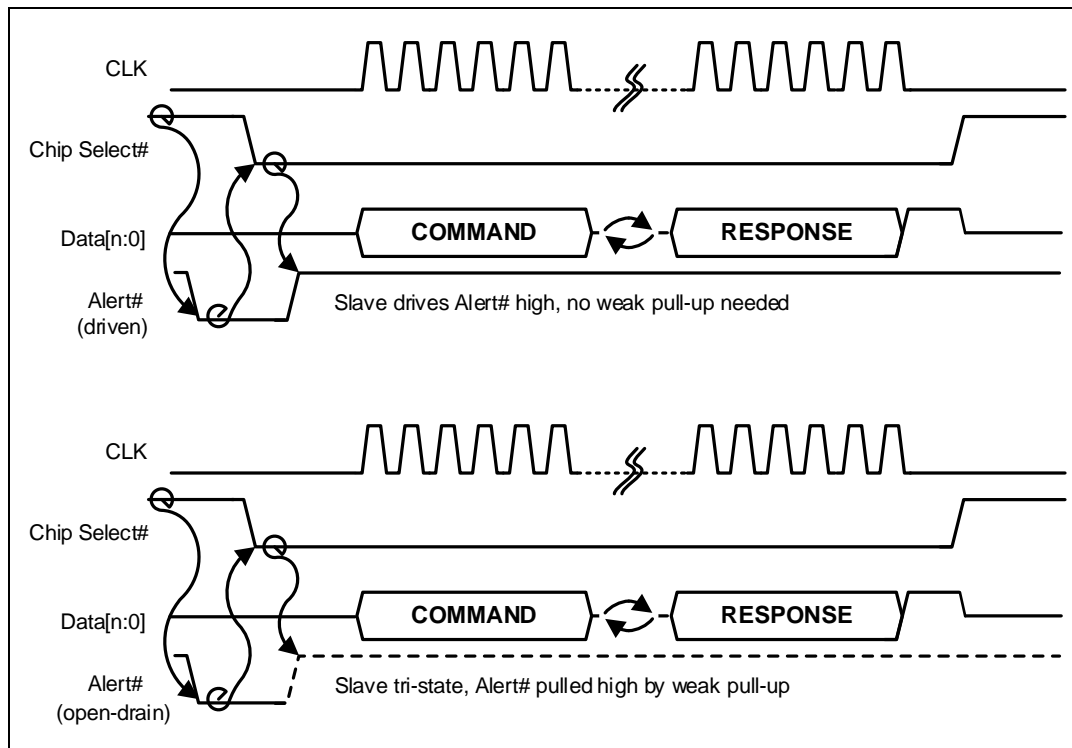 CLK
Chip Select#
Data[n:0]
COMMAND
RESPONSE
Alert#
(driven)
Slave drives Alert# high, no weak pull-up needed
CLK
Chip Select#
Data[n:0]
COMMAND
RESPONSE
Alert#
(open-drain)
Slave tri-state, Alert# pulled high by weak pull-up